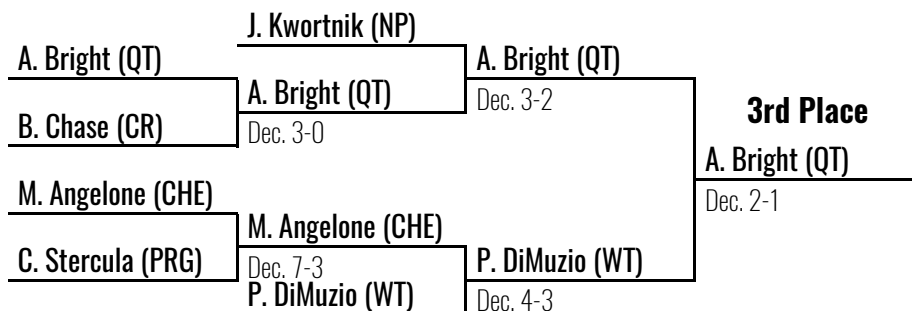 J. Kwortnik (NP)
A. Bright (QT)
A. Bright (QT)
A. Bright (QT)
Dec. 3-2
3rd Place
B. Chase (CR)
Dec. 3-0
A. Bright (QT)
M. Angelone (CHE)
Dec. 2-1
M. Angelone (CHE)
C. Stercula (PRG)
Dec. 7-3
P. DiMuzio (WT)
P. DiMuzio (WT)
Dec. 4-3